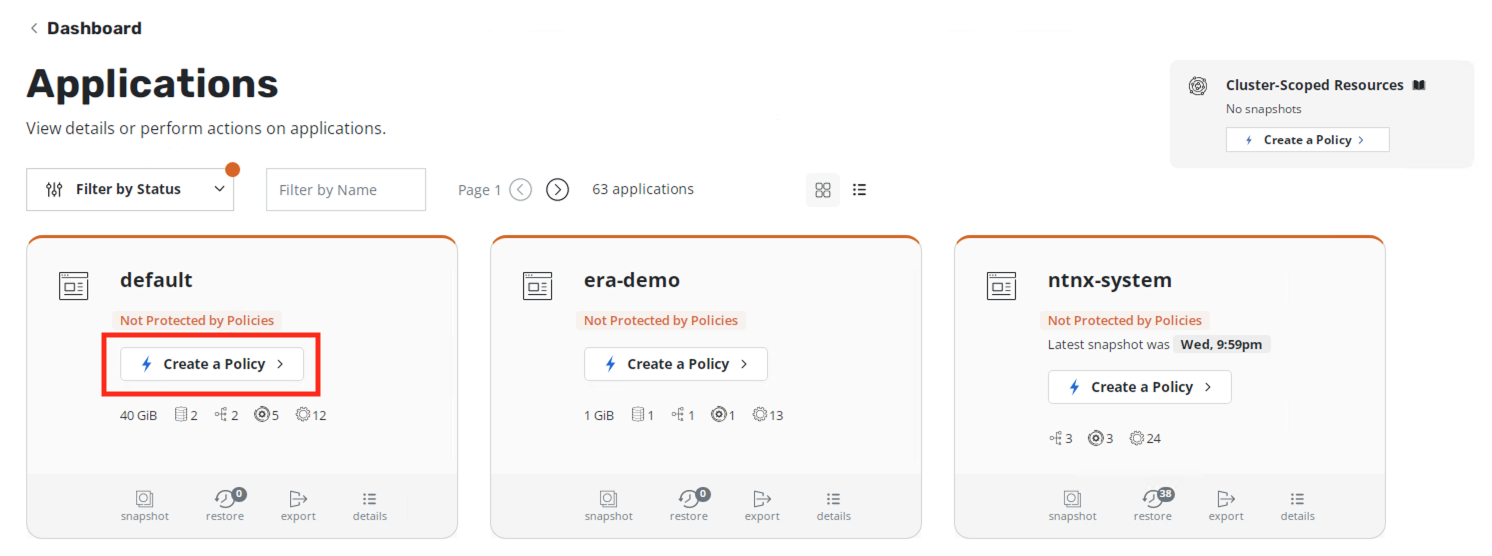 Dashboard
Applications
View details or perform actions on applications.
Cluster-Scoped Resources
No snapshots
Create a Policy
Filter by Status
Filter by Name
Page 1
63 applications
default
Not Protected by Policies
Create a Policy
40 GiB 2 2 5 12
snapshot
0
restore
export
details
era-demo
Not Protected by Policies
Create a Policy
1 GiB 1 1 1 13
snapshot
0
restore
export
details
ntnx-system
Not Protected by Policies
Latest snapshot was Wed, 9:59pm
Create a Policy
3 3 24
snapshot
38
restore
export
details